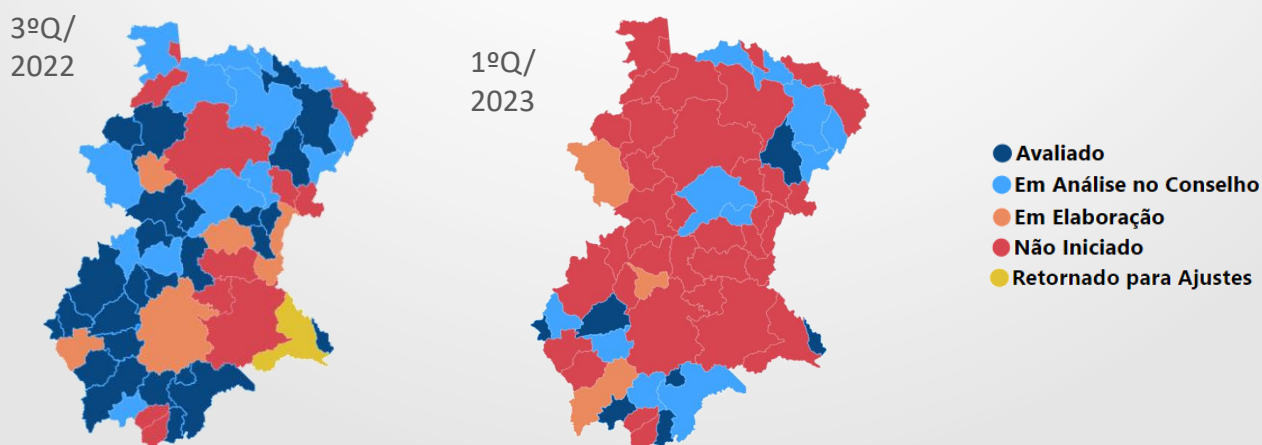 3ºQ/
2022
1ºQ/
2023
Avaliado
Em Análise no Conselho
Em Elaboração
Não Iniciado
Retornado para Ajustes